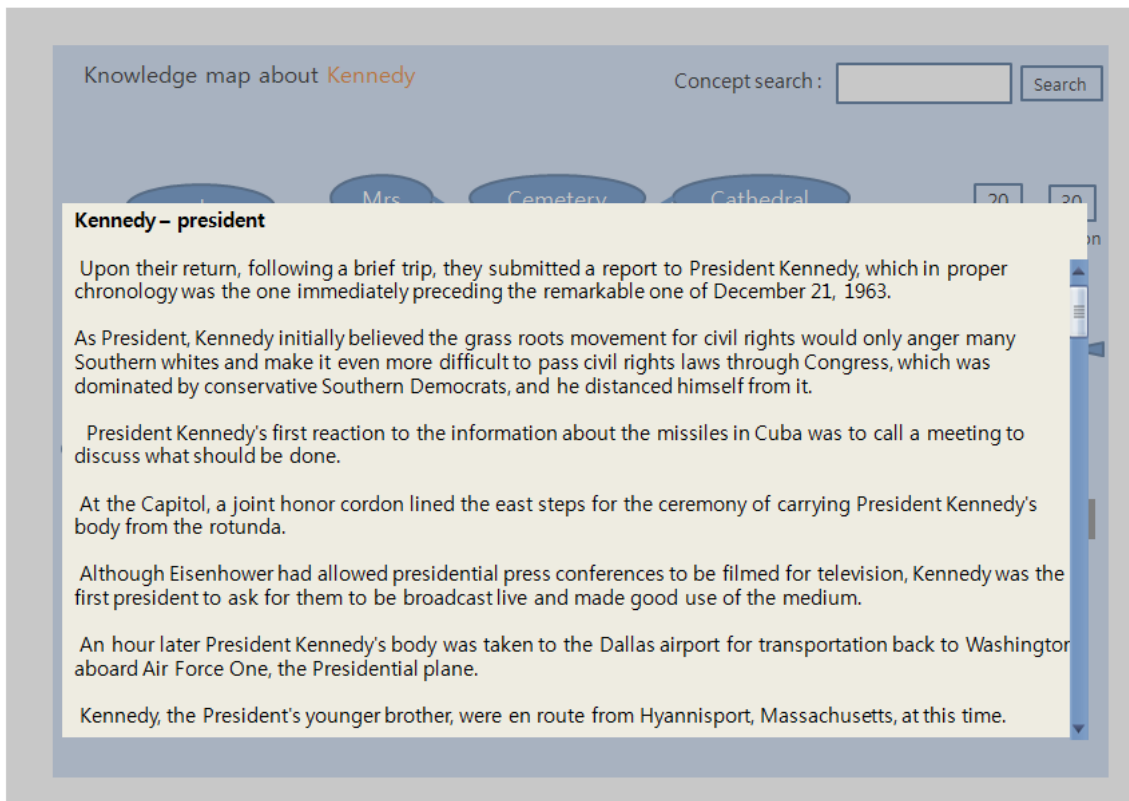 Knowledge map about Kennedy
Concept search :
Search
Mrs
Cemetery
Cathedral
20
30
on
Kennedy – president
Upon their return, following a brief trip, they submitted a report to President Kennedy, which in proper
chronology was the one immediately preceding the remarkable one of December 21, 1963.
As President, Kennedy initially believed the grass roots movement for civil rights would only anger many
Southern whites and make it even more difficult to pass civil rights laws through Congress, which was
dominated by conservative Southern Democrats, and he distanced himself from it.
President Kennedy's first reaction to the information about the missiles in Cuba was to call a meeting to
discuss what should be done.
At the Capitol, a joint honor cordon lined the east steps for the ceremony of carrying President Kennedy's
body from the rotunda.
Although Eisenhower had allowed presidential press conferences to be filmed for television, Kennedy was the
first president to ask for them to be broadcast live and made good use of the medium.
An hour later President Kennedy's body was taken to the Dallas airport for transportation back to Washington
aboard Air Force One, the Presidential plane.
Kennedy, the President's younger brother, were en route from Hyannisport, Massachusetts, at this time.